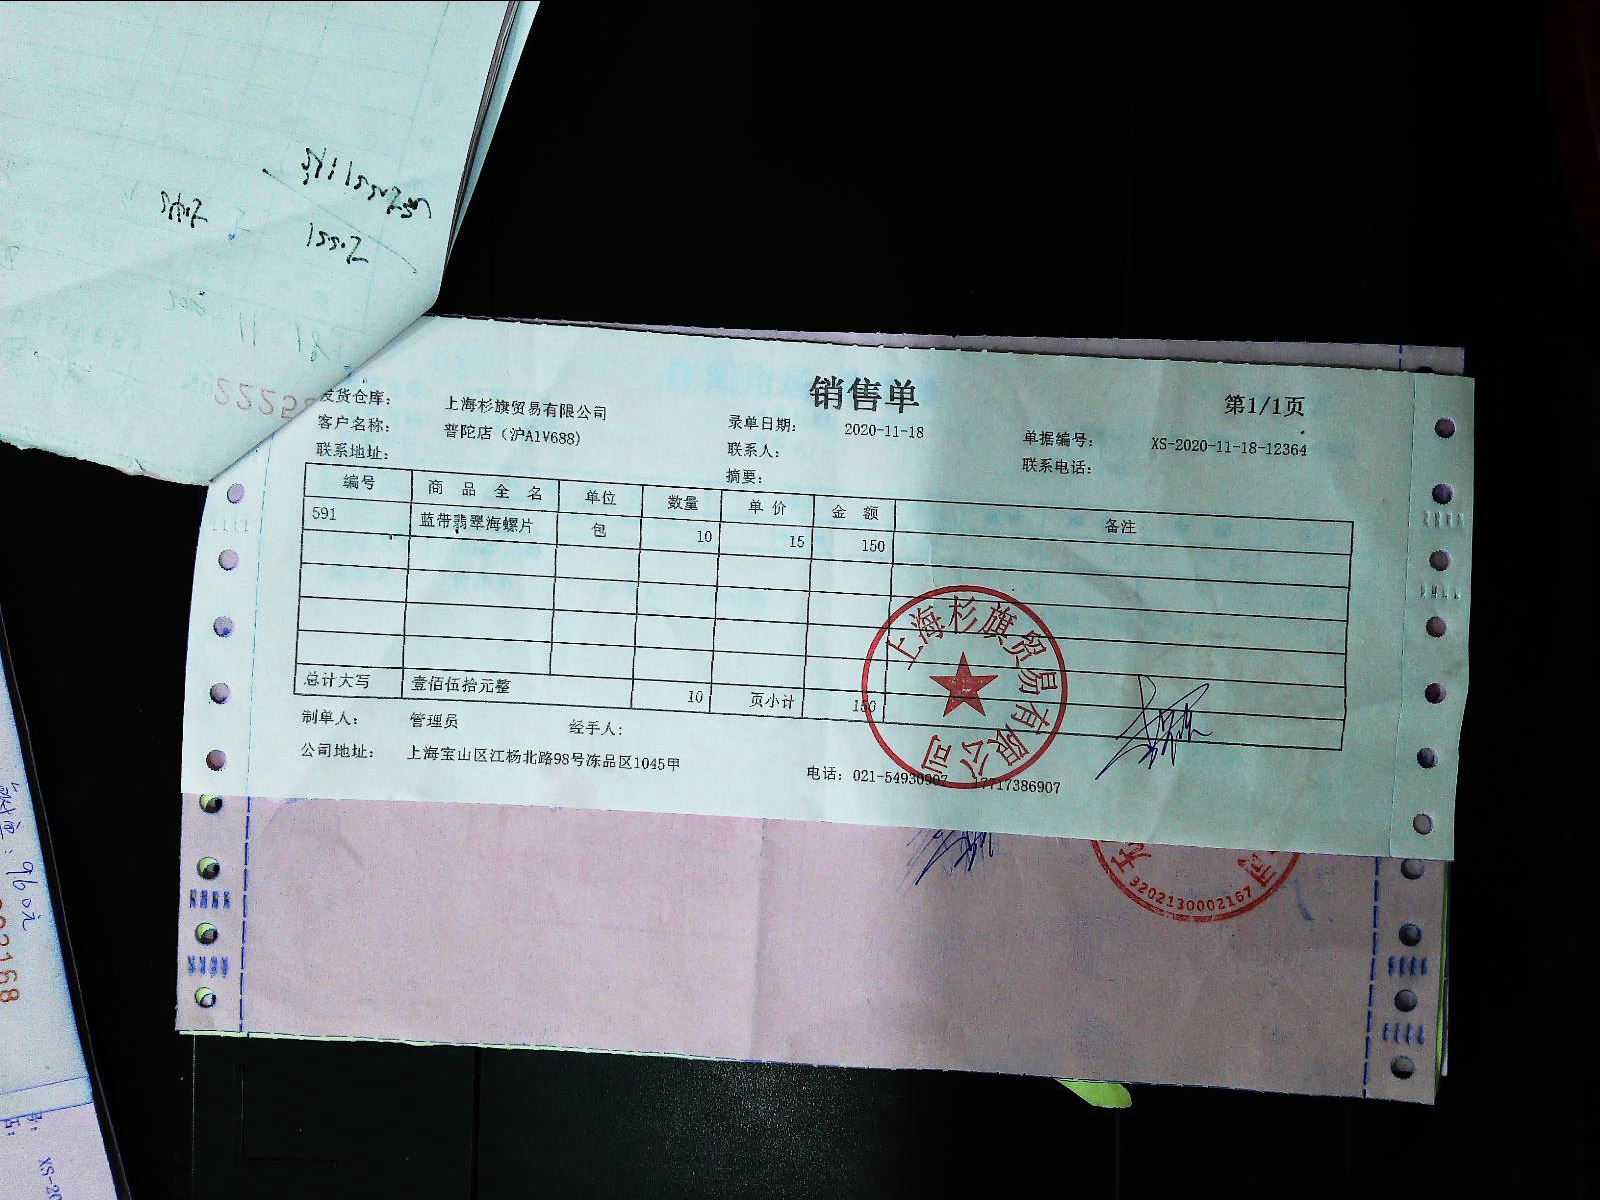 销售单
第1/1页
发货仓库： 上海杉旗贸易有限公司 录单日期： 2020-11-18 单据编号： XS-2020-11-18-12364
客户名称： 普陀店（沪A1V688） 联系人： 联系电话：
联系地址： 摘要：
编号 商品全名 单位 数量 单价 金额 备注
591 蓝带翡翠海螺片 包 10 15 150
总计大写 壹佰伍拾元整 10 页小计 150
制单人： 管理员 经手人：
公司地址： 上海宝山区江杨北路98号冻品区1045甲 电话：021-54930907 17717386907
上海杉旗贸易有限公司
3202130002167
2225
960元
XS-20